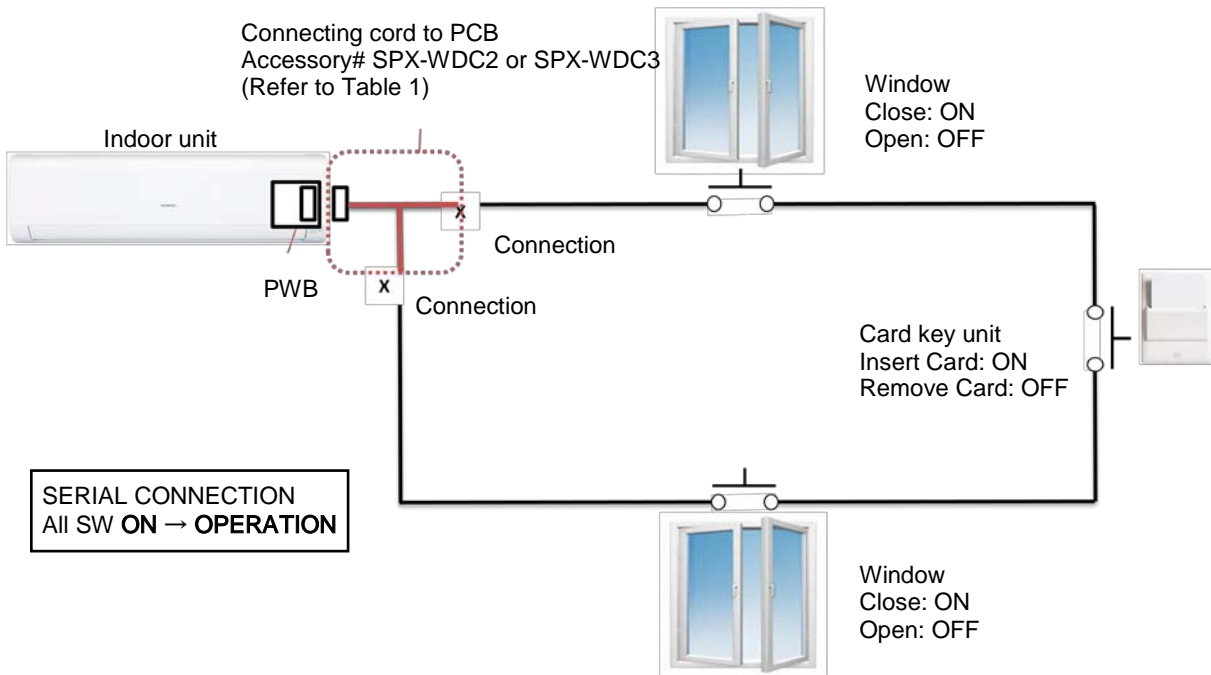 Connecting cord to PCB
Accessory# SPX-WDC2 or SPX-WDC3
(Refer to Table 1)
Window
Close: ON
Open: OFF
Indoor unit
X
Connection
PWB
X
Connection
Card key unit
Insert Card: ON
Remove Card: OFF
SERIAL CONNECTION
All SW ON → OPERATION
Window
Close: ON
Open: OFF